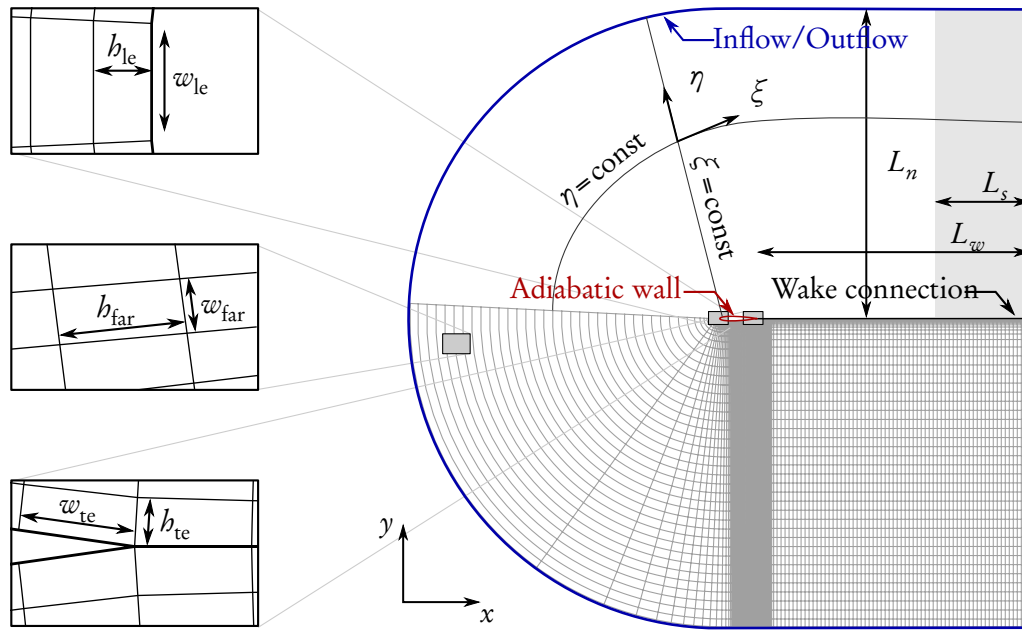 h_le
w_le
h_far
w_far
w_te
h_te
Inflow/Outflow
η
ξ
η=const
ξ=const
L_n
L_s
L_w
Adiabatic wall
Wake connection
y
x